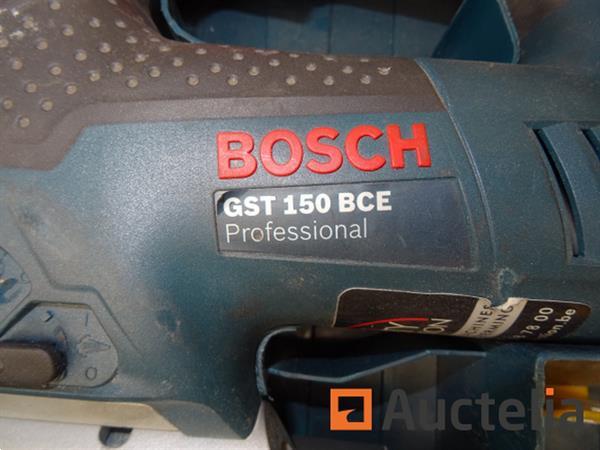 BOSCH
GST 150 BCE
Professional
Auctelia